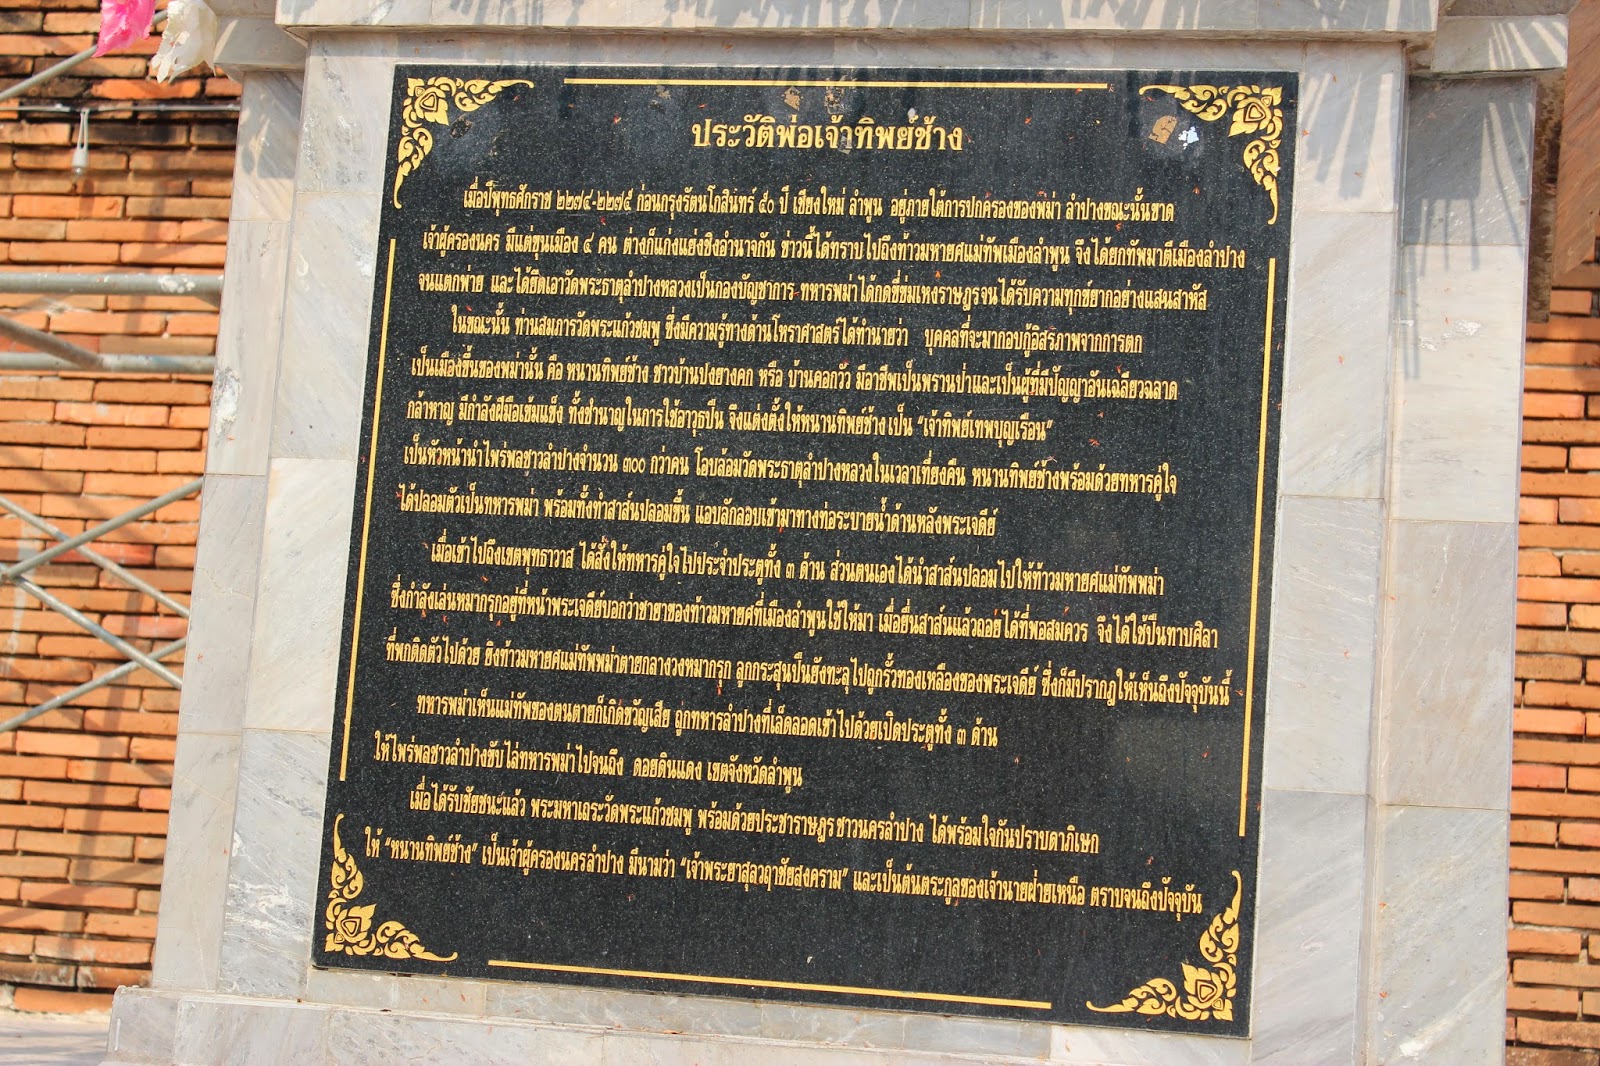 ประวัติพ่อเจ้าทิพย์ช้าง
เมื่อปีพุทธศักราช ๒๒๗๔-๒๒๗๕ ก่อนกรุงรัตนโกสินทร์ ๕๐ ปี เชียงใหม่ ลำพูน อยู่ภายใต้การปกครองของพม่า ลำปางขณะนั้นขาด
เจ้าผู้ครองนคร มีแต่ขุนเมือง ๔ คน ต่างก็แก่งแย่งชิงอำนาจกัน ข่าวนี้ได้ทราบไปถึงท้าวมหายศแม่ทัพเมืองลำพูน จึงได้ยกทัพมาตีเมืองลำปาง
จนแตกพ่าย และได้ยึดเอาวัดพระธาตุลำปางหลวงเป็นกองบัญชาการ ทหารพม่าได้กดขี่ข่มเหงราษฎรจนได้รับความทุกข์ยากอย่างแสนสาหัส
ในขณะนั้น ท่านสมภารวัดพระแก้วชมพู ซึ่งมีความรู้ทางด้านโหราศาสตร์ได้ทำนายว่า บุคคลที่จะมากอบกู้อิสรภาพจากการตก
เป็นเมืองขึ้นของพม่านั้น คือ หนานทิพย์ช้าง ชาวบ้านปงยางคก หรือ บ้านคอกวัว มีอาชีพเป็นพรานป่าและเป็นผู้ที่มีปัญญาอันเฉลียวฉลาด
กล้าหาญ มีกำลังฝีมือเข้มแข็ง ทั้งชำนาญในการใช้อาวุธปืน จึงแต่งตั้งให้หนานทิพย์ช้าง เป็น “เจ้าทิพย์เทพบุญเรือน”
เป็นหัวหน้านำไพร่พลชาวลำปางจำนวน ๓๐๐ กว่าคน โอบล้อมวัดพระธาตุลำปางหลวงในเวลาเที่ยงคืน หนานทิพย์ช้างพร้อมด้วยทหารคู่ใจ
ได้ปลอมตัวเป็นทหารพม่า พร้อมทั้งทำสาส์นปลอมขึ้น แอบลักลอบเข้ามาทางท่อระบายน้ำด้านหลังพระเจดีย์
เมื่อเข้าไปถึงเขตพุทธาวาส ได้สั่งให้ทหารคู่ใจไปประจำประตูทั้ง ๓ ด้าน ส่วนตนเองได้นำสาส์นปลอมไปให้ท้าวมหายศแม่ทัพพม่า
ซึ่งกำลังเล่นหมากรุกอยู่ที่หน้าพระเจดีย์บอกว่าชายาของท้าวมหายศที่เมืองลำพูนใช้ให้มา เมื่อยื่นสาส์นแล้วถอยได้ที่พอสมควร จึงได้ใช้ปืนทาบศิลา
ที่พกติดตัวไปด้วย ยิงท้าวมหายศแม่ทัพพม่าตายกลางวงหมากรุก ลูกกระสุนปืนยังทะลุไปถูกรั้วทองเหลืองของพระเจดีย์ ซึ่งก็มีปรากฏให้เห็นถึงปัจจุบันนี้
ทหารพม่าเห็นแม่ทัพของตนตายก็เกิดขวัญเสีย ถูกทหารลำปางที่เล็ดลอดเข้าไปด้วยเปิดประตูทั้ง ๓ ด้าน
ให้ไพร่พลชาวลำปางขับไล่ทหารพม่าไปจนถึง ดอยดินแดง เขตจังหวัดลำพูน
เมื่อได้รับชัยชนะแล้ว พระมหาเถระวัดพระแก้วชมพู พร้อมด้วยประชาราษฎร ชาวนครลำปาง ได้พร้อมใจกันปราบดาภิเษก
ให้ “หนานทิพย์ช้าง” เป็นเจ้าผู้ครองนครลำปาง มีนามว่า “เจ้าพระยาสุลวฤาชัยสงคราม” และเป็นต้นตระกูลของเจ้านายฝ่ายเหนือ ตราบจนถึงปัจจุบัน